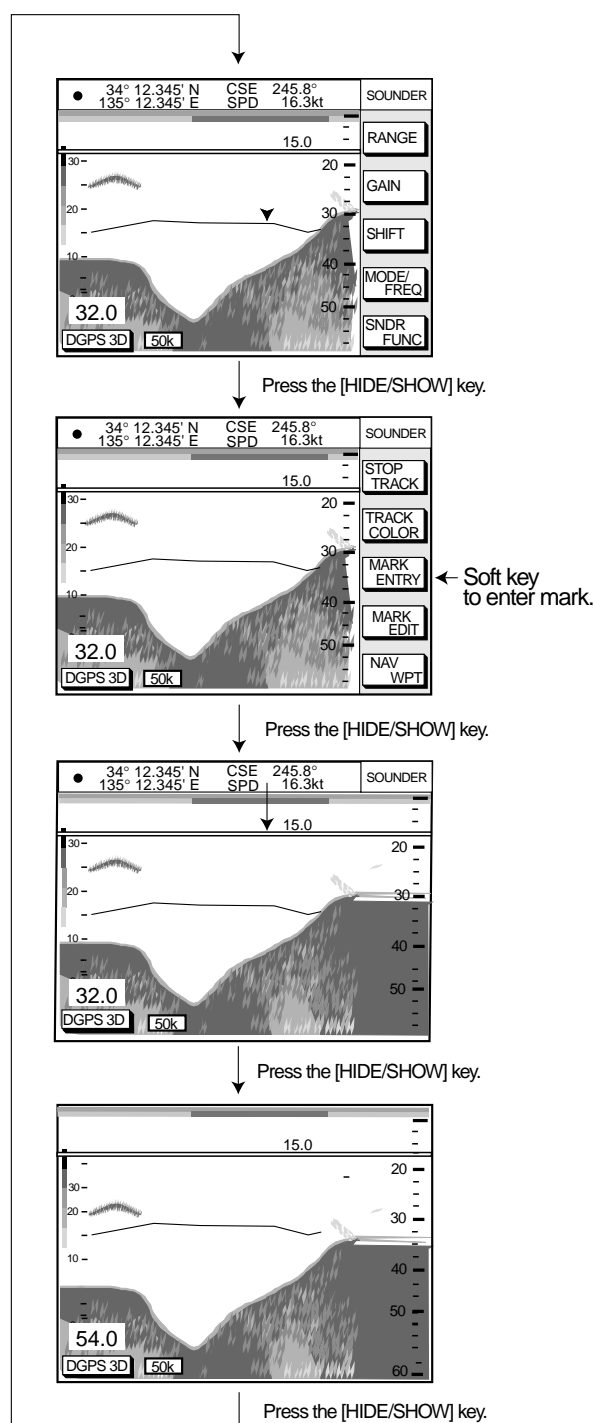 34° 12.345' N CSE 245.8°
135° 12.345' E SPD 16.3kt
SOUNDER
15.0
RANGE
30
20
GAIN
20
30
SHIFT
10
40
MODE/
FREQ
50
32.0
SNDR
FUNC
DGPS 3D 50k
Press the [HIDE/SHOW] key.
34° 12.345' N CSE 245.8°
135° 12.345' E SPD 16.3kt
SOUNDER
STOP
TRACK
15.0
30
20
TRACK
COLOR
20
30
MARK
ENTRY
Soft key
to enter mark.
10
40
MARK
EDIT
50
32.0
NAV
WPT
DGPS 3D 50k
Press the [HIDE/SHOW] key.
34° 12.345' N CSE 245.8°
135° 12.345' E SPD 16.3kt
SOUNDER
15.0
30
20
20
30
10
40
50
32.0
DGPS 3D 50k
Press the [HIDE/SHOW] key.
15.0
20
30
20
30
10
40
50
54.0
DGPS 3D 50k
60
Press the [HIDE/SHOW] key.